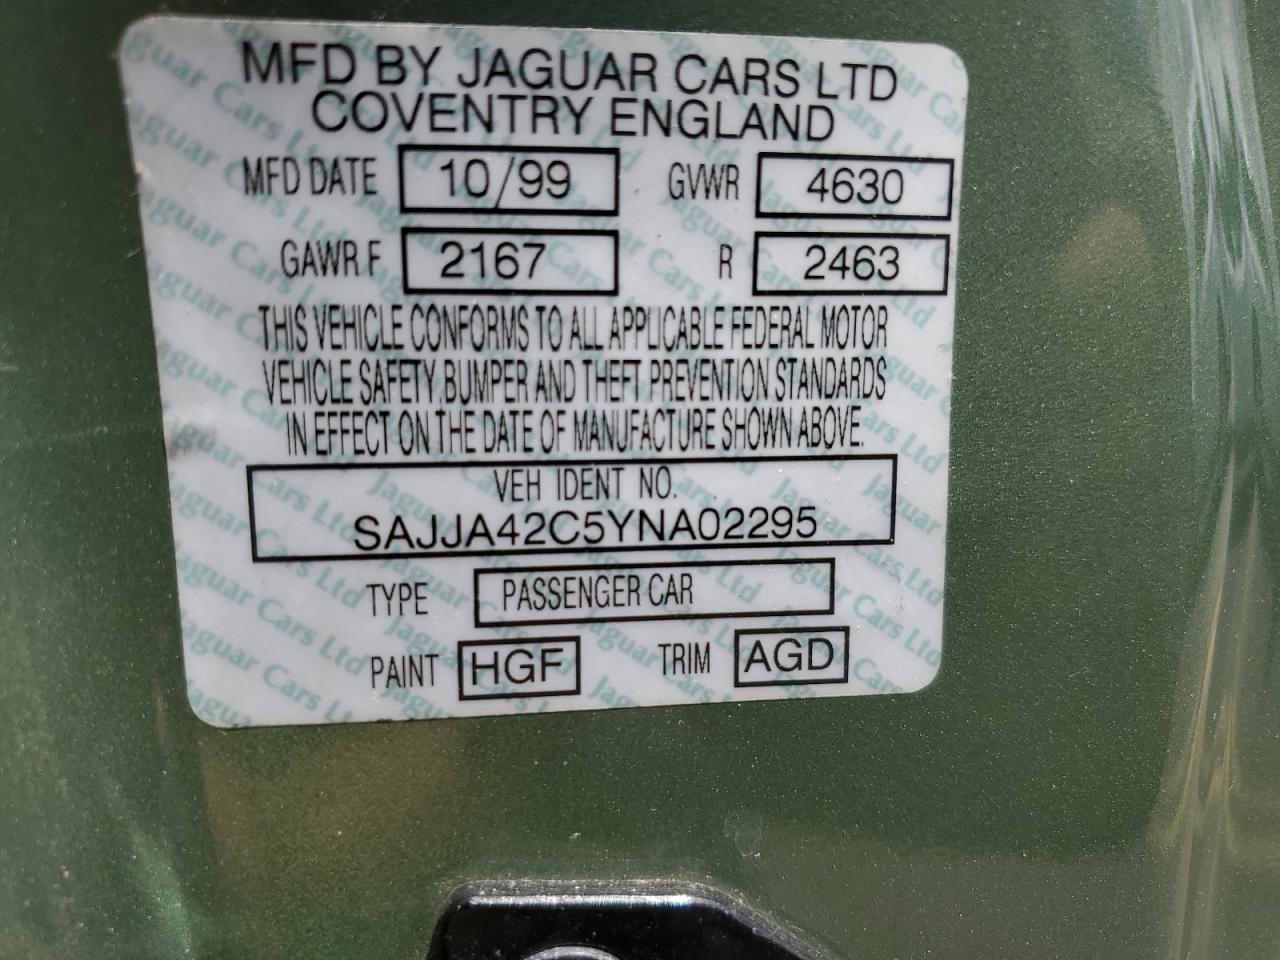 MFD BY JAGUAR CARS LTD
COVENTRY ENGLAND
MFD DATE 10/99 GVWR 4630
GAWR F 2167 R 2463
THIS VEHICLE CONFORMS TO ALL APPLICABLE FEDERAL MOTOR
VEHICLE SAFETY, BUMPER AND THEFT PREVENTION STANDARDS
IN EFFECT ON THE DATE OF MANUFACTURE SHOWN ABOVE.
VEH IDENT NO.
SAJJA42C5YNA02295
TYPE PASSENGER CAR
PAINT HGF TRIM AGD